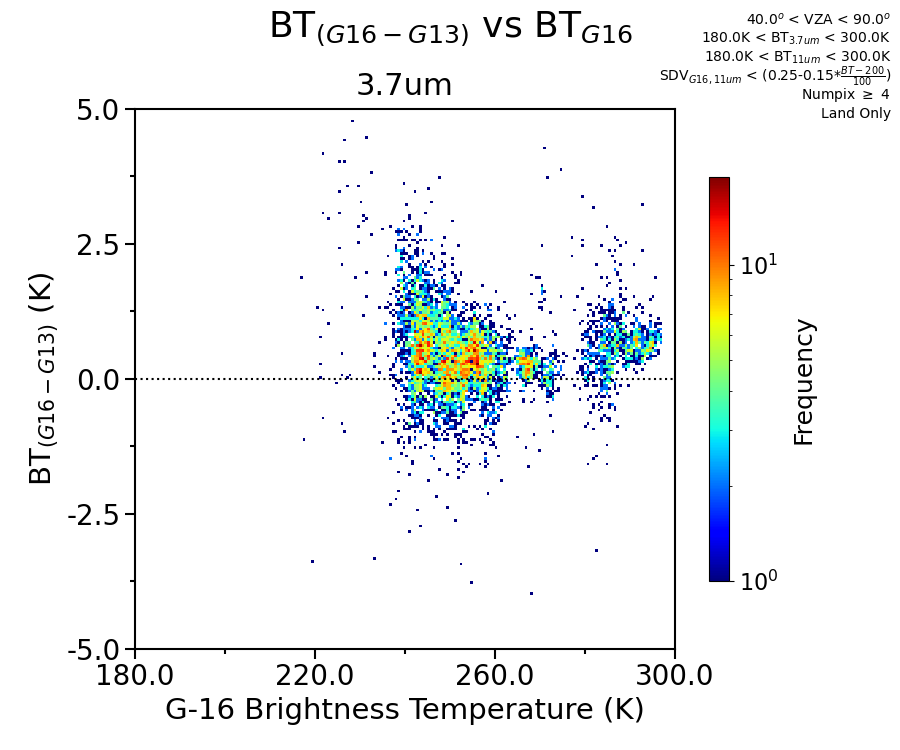 BT(G16 − G13) vs BTG16
3.7um
40.0o < VZA < 90.0o
180.0K < BT3.7um < 300.0K
180.0K < BT11um < 300.0K
SDVG16, 11um < (0.25-0.15*BT−200/100)
Numpix ≥ 4
Land Only
5.0
2.5
0.0
-2.5
-5.0
BT(G16 − G13) (K)
180.0 220.0 260.0 300.0
G-16 Brightness Temperature (K)
10^1
10^0
Frequency